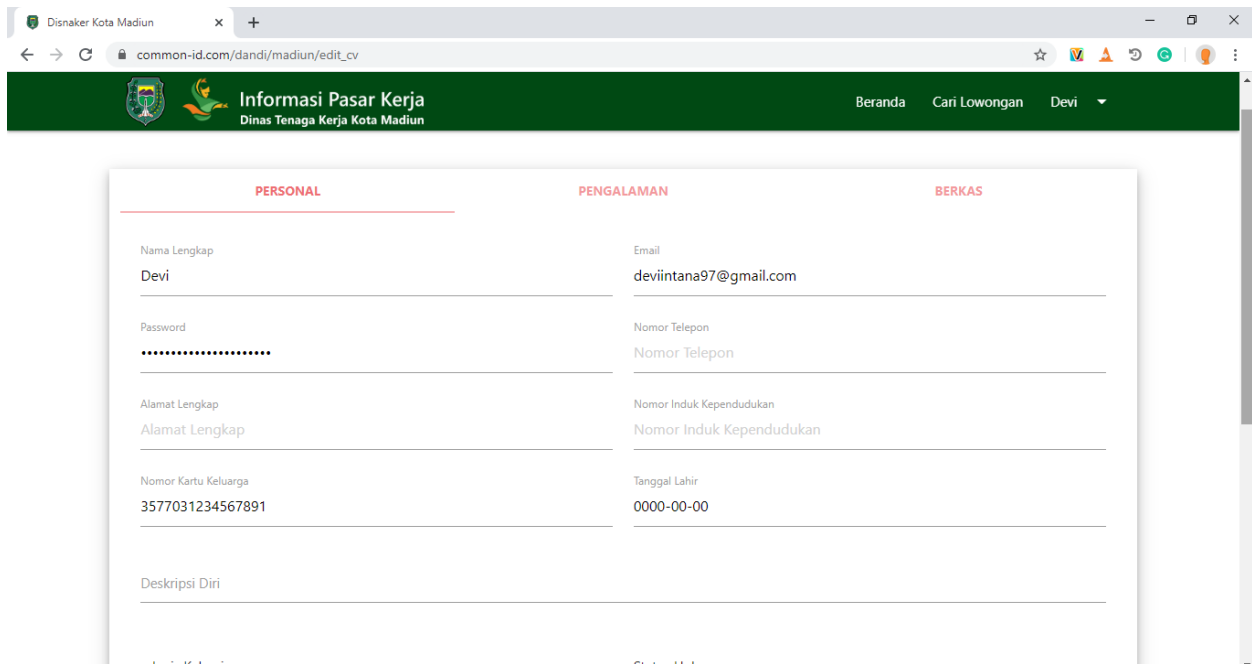 Disnaker Kota Madiun
common-id.com/dandi/madiun/edit_cv
Informasi Pasar Kerja
Dinas Tenaga Kerja Kota Madiun
Beranda Cari Lowongan Devi
PERSONAL PENGALAMAN BERKAS
Nama Lengkap
Devi
Email
deviintana97@gmail.com
Password
••••••••••••••••••••••
Nomor Telepon
Nomor Telepon
Alamat Lengkap
Alamat Lengkap
Nomor Induk Kependudukan
Nomor Induk Kependudukan
Nomor Kartu Keluarga
3577031234567891
Tanggal Lahir
0000-00-00
Deskripsi Diri